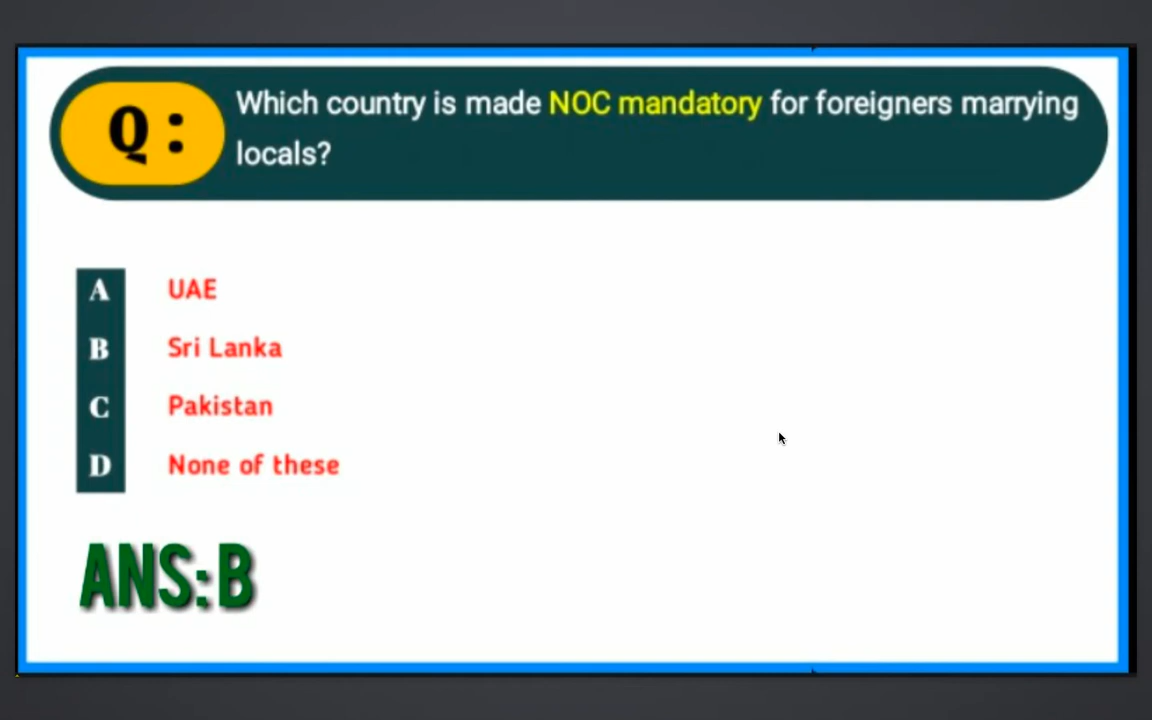 Q :
Which country is made NOC mandatory for foreigners marrying
locals?
A UAE
B Sri Lanka
C Pakistan
D None of these
ANS:B